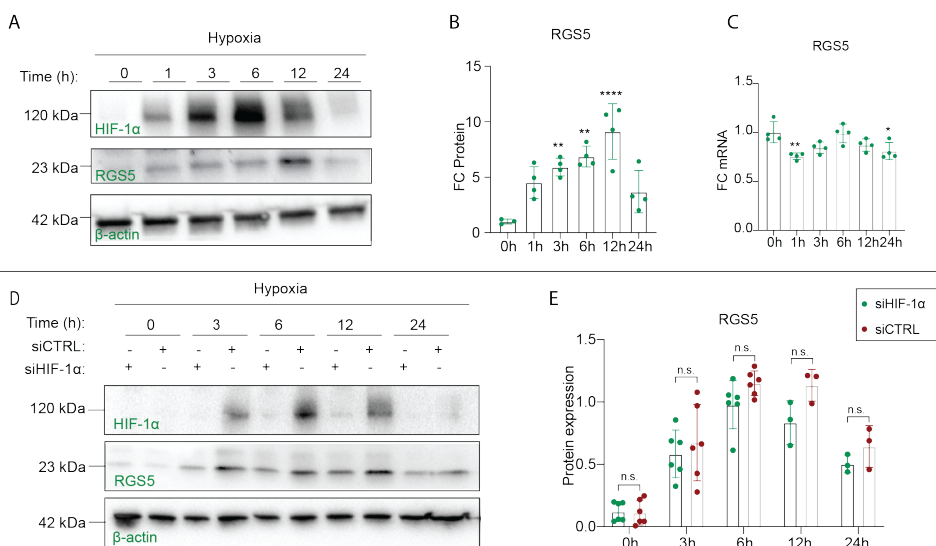 A
Hypoxia
Time (h): 0 1 3 6 12 24
120 kDa
HIF-1α
23 kDa
RGS5
42 kDa
β-actin
B
RGS5
FC Protein
15
10
5
0
** ** ****
0h 1h 3h 6h 12h 24h
C
RGS5
FC mRNA
1.5
1.0
0.5
0.0
** *
0h 1h 3h 6h 12h 24h
D
Hypoxia
Time (h): 0 3 6 12 24
siCTRL: - + - + - + - + - +
siHIF-1α: + - + - + - + - + -
120 kDa
HIF-1α
23 kDa
RGS5
42 kDa
β-actin
E
siHIF-1α
siCTRL
RGS5
Protein expression
1.5
1.0
0.5
0.0
n.s. n.s. n.s. n.s. n.s.
0h 3h 6h 12h 24h